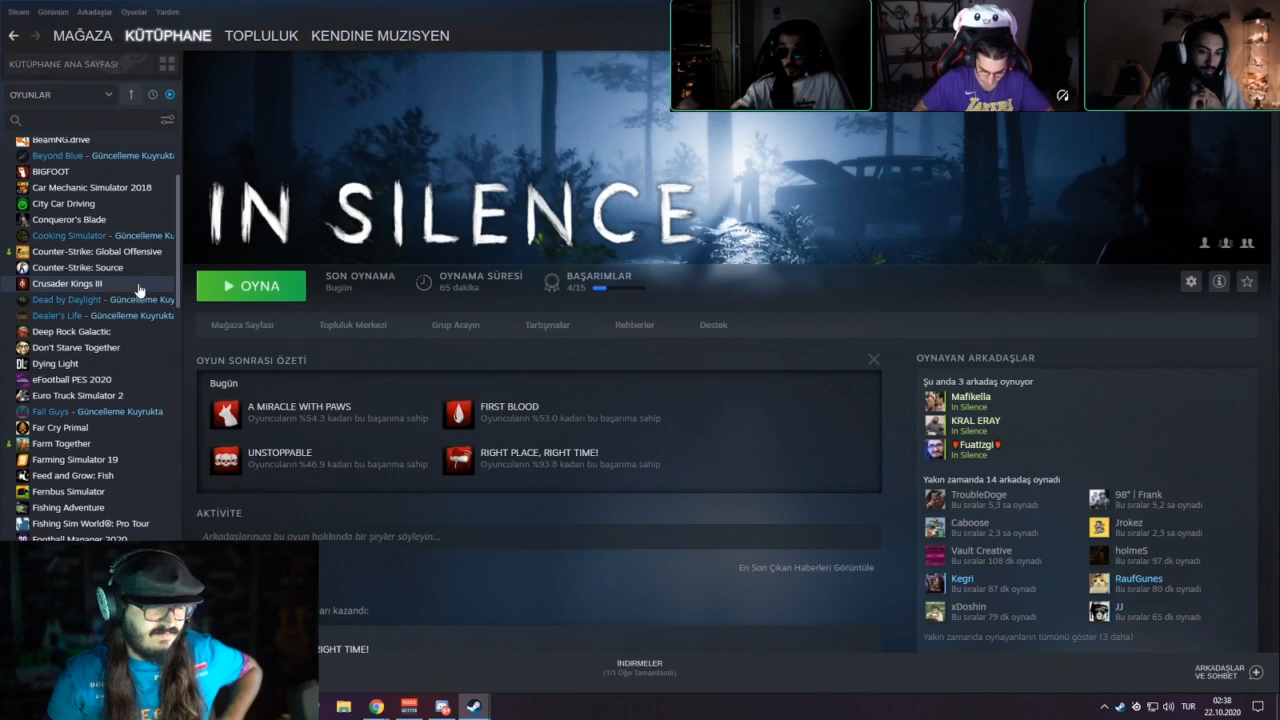 Steam Görünüm Arkadaşlar Oyunlar Yardım
MAĞAZA KÜTÜPHANE TOPLULUK KENDINE MUZISYEN
KÜTÜPHANE ANA SAYFASI
OYUNLAR
BeamNG.drive
Beyond Blue - Güncelleme Kuyrukta
BIGFOOT
Car Mechanic Simulator 2018
City Car Driving
Conqueror's Blade
Cooking Simulator - Güncelleme Ku
Counter-Strike: Global Offensive
Counter-Strike: Source
Crusader Kings III
Dead by Daylight - Güncelleme Kuy
Dealer's Life - Güncelleme Kuyrukta
Deep Rock Galactic
Don't Starve Together
Dying Light
eFootball PES 2020
Euro Truck Simulator 2
Fall Guys - Güncelleme Kuyrukta
Far Cry Primal
Farm Together
Farming Simulator 19
Feed and Grow: Fish
Fernbus Simulator
Fishing Adventure
Fishing Sim World®: Pro Tour
Football Manager 2020
IN SILENCE
LAKERS
OYNA
SON OYNAMA
Bugün
OYNAMA SÜRESİ
65 dakika
BAŞARIMLAR
4/15
Mağaza Sayfası Topluluk Merkezi Grup Arayın Tartışmalar Rehberler Destek
OYUN SONRASI ÖZETİ
Bugün
A MIRACLE WITH PAWS
Oyuncuların %54.3 kadarı bu başarıma sahip
FIRST BLOOD
Oyuncuların %53.0 kadarı bu başarıma sahip
UNSTOPPABLE
Oyuncuların %46.9 kadarı bu başarıma sahip
RIGHT PLACE, RIGHT TIME!
Oyuncuların %93.8 kadarı bu başarıma sahip
AKTİVİTE
Arkadaşlarınıza bu oyun hakkında bir şeyler söyleyin...
En Son Çıkan Haberleri Görüntüle
arı kazandı:
RIGHT TIME!
OYNAYAN ARKADAŞLAR
Şu anda 3 arkadaş oynuyor
Mafikella
In Silence
KRAL ERAY
In Silence
Fuatizgi
In Silence
Yakın zamanda 14 arkadaş oynadı
TroubleDoge
Bu sıralar 5,3 sa oynadı
98° | Frank
Bu sıralar 5,2 sa oynadı
Caboose
Bu sıralar 2,3 sa oynadı
Jrokez
Bu sıralar 2,3 sa oynadı
Vault Creative
Bu sıralar 108 dk oynadı
holmeS
Bu sıralar 97 dk oynadı
Kegri
Bu sıralar 87 dk oynadı
RaufGunes
Bu sıralar 80 dk oynadı
xDoshin
Bu sıralar 79 dk oynadı
JJ
Bu sıralar 65 dk oynadı
Yakın zamanda oynayanların tümünü göster (3 daha)
İNDİRMELER
(1/1 Öğe Tamamlandı)
ARKADAŞLAR
VE SOHBET
TUR
02:38
22.10.2020